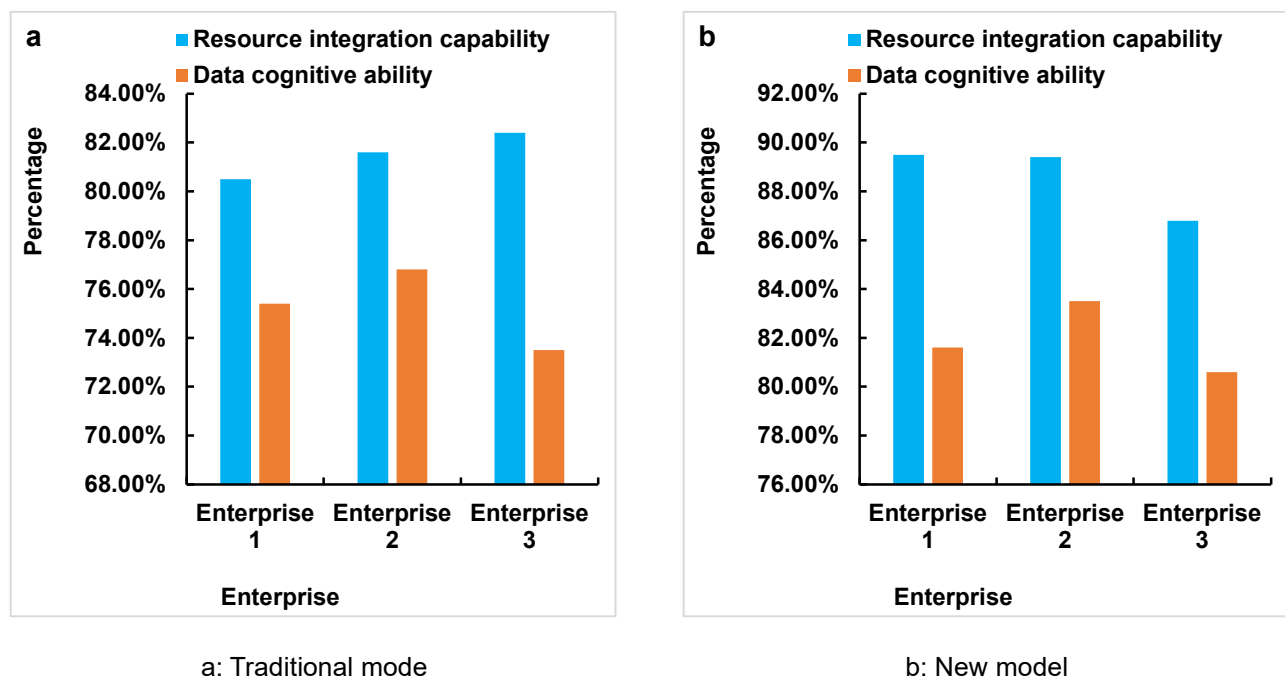 a
Resource integration capability
Data cognitive ability
84.00%
82.00%
80.00%
78.00%
76.00%
74.00%
72.00%
70.00%
68.00%
Percentage
Enterprise 1
Enterprise 2
Enterprise 3
Enterprise
a: Traditional mode
b
Resource integration capability
Data cognitive ability
92.00%
90.00%
88.00%
86.00%
84.00%
82.00%
80.00%
78.00%
76.00%
Percentage
Enterprise 1
Enterprise 2
Enterprise 3
Enterprise
b: New model